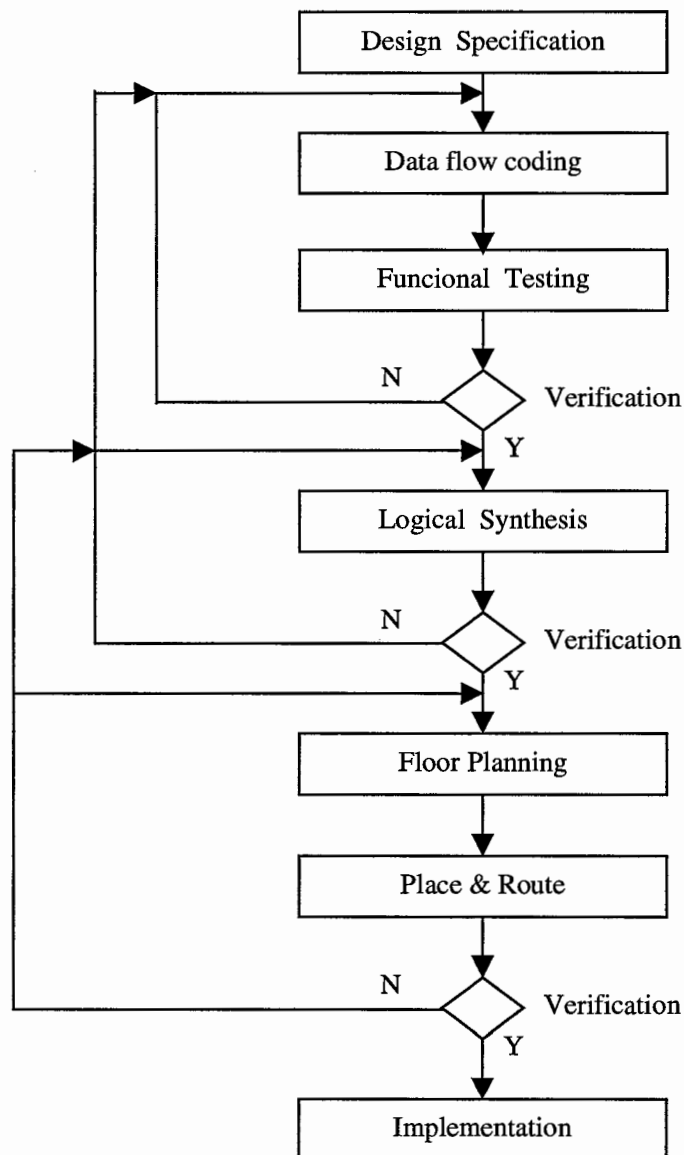 Design Specification
Data flow coding
Funcional Testing
N
Verification
Y
Logical Synthesis
N
Verification
Y
Floor Planning
Place & Route
N
Verification
Y
Implementation